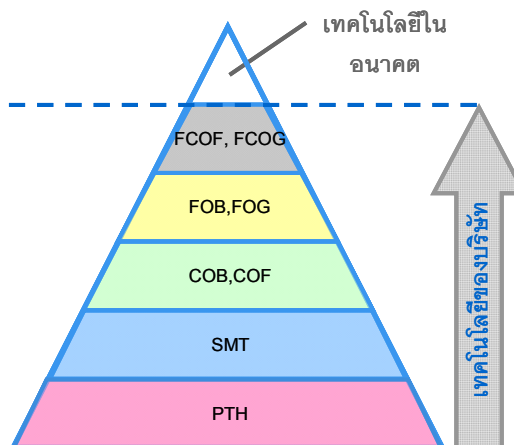 เทคโนโลยีใน
อนาคต
FCOF, FCOG
FOB,FOG
COB,COF
SMT
PTH
เทคโนโลยีของบริษัท